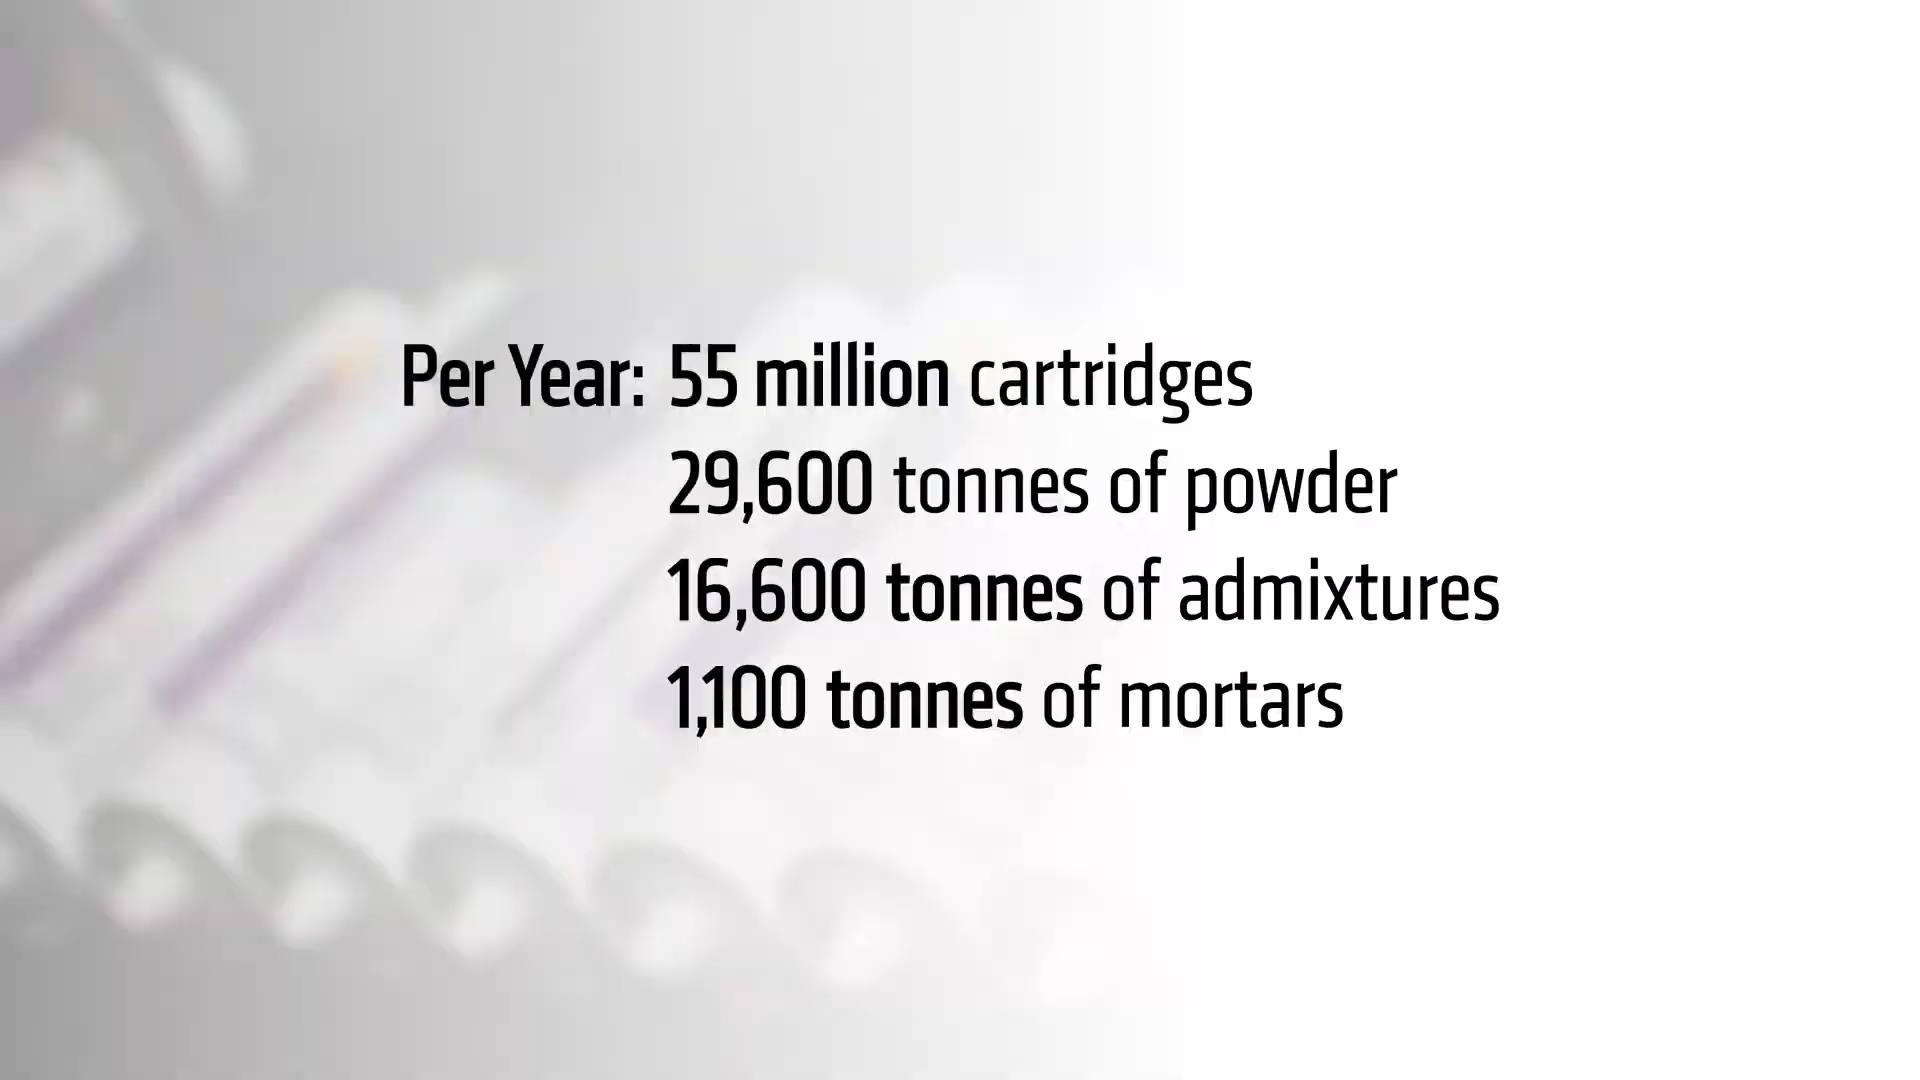 Per Year: 55 million cartridges
29,600 tonnes of powder
16,600 tonnes of admixtures
1,100 tonnes of mortars